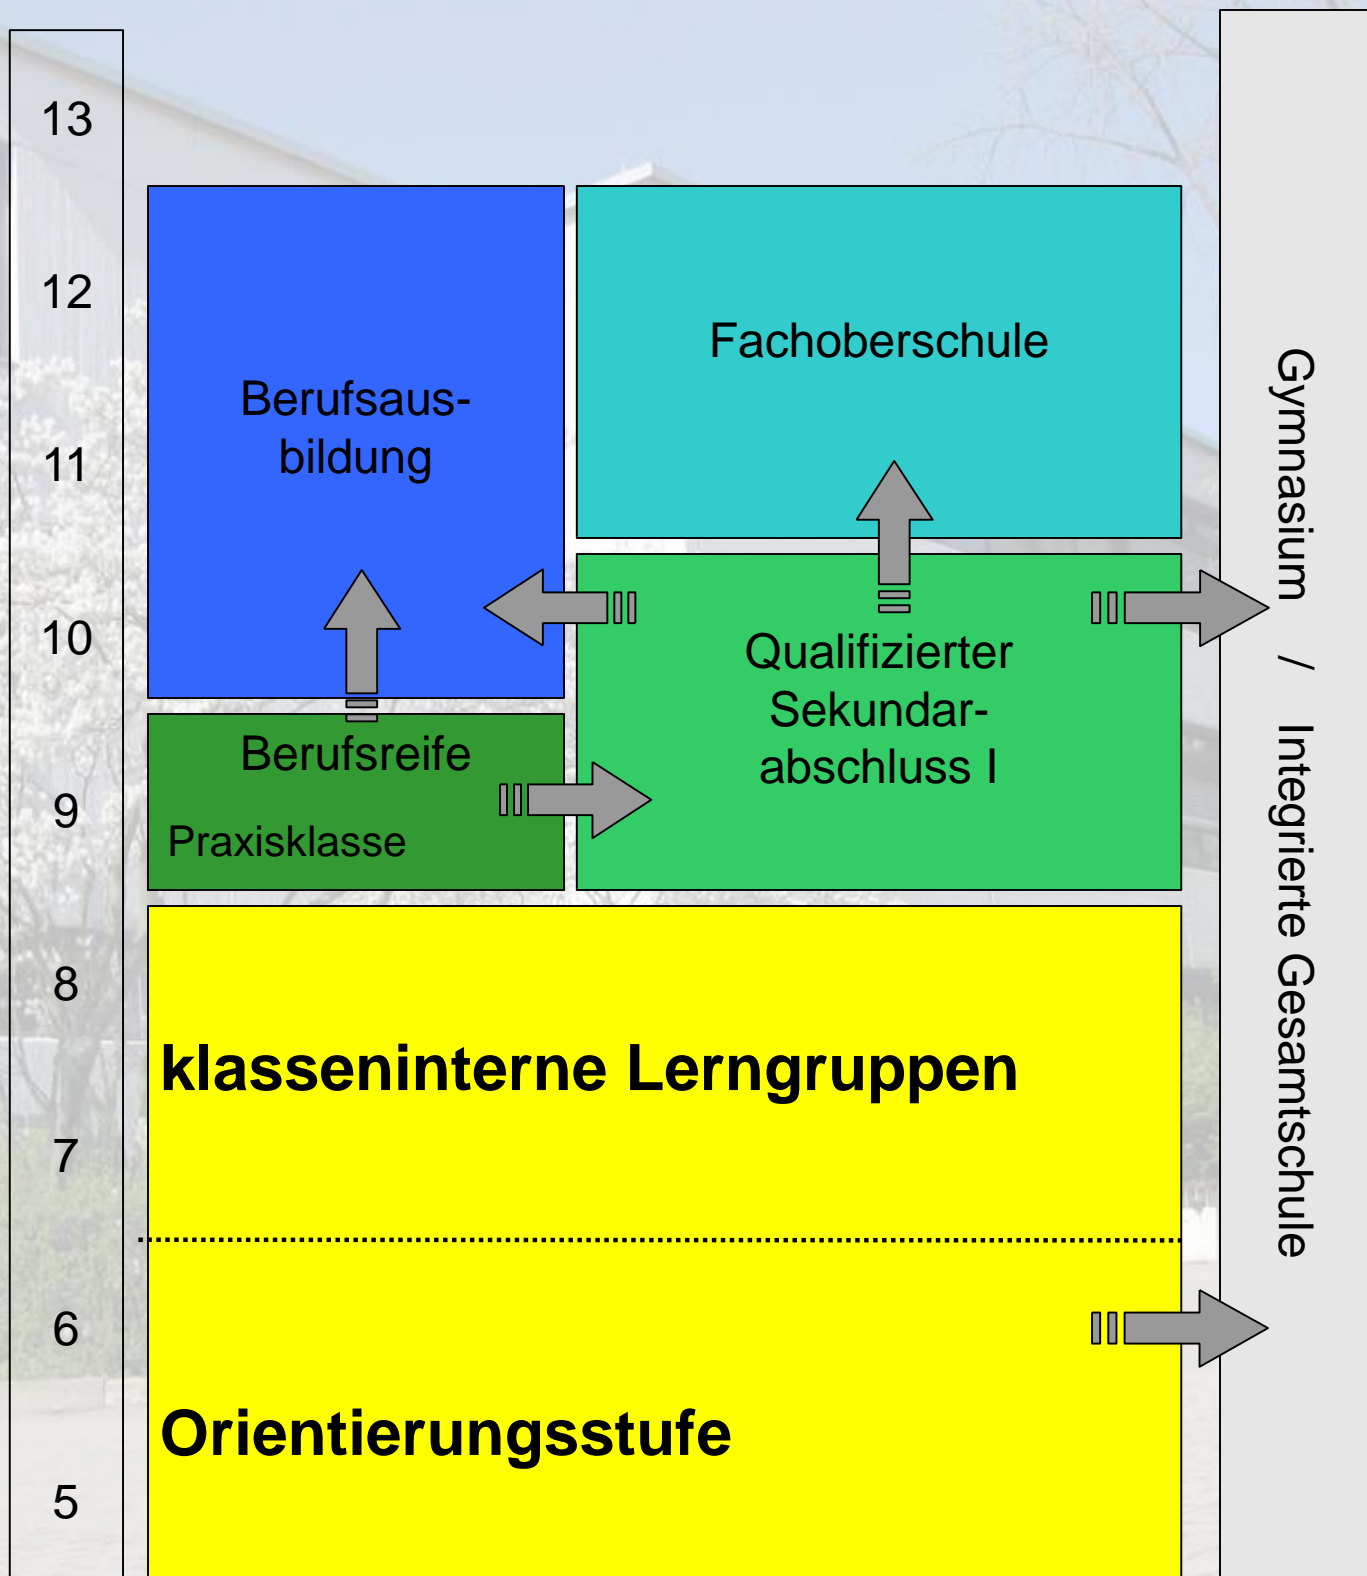 13
12
11
10
9
8
7
6
5
Berufsaus-
bildung
Fachoberschule
Berufsreife
Praxisklasse
Qualifizierter
Sekundar-
abschluss I
klasseninterne Lerngruppen
Orientierungsstufe
Gymnasium / Integrierte Gesamtschule